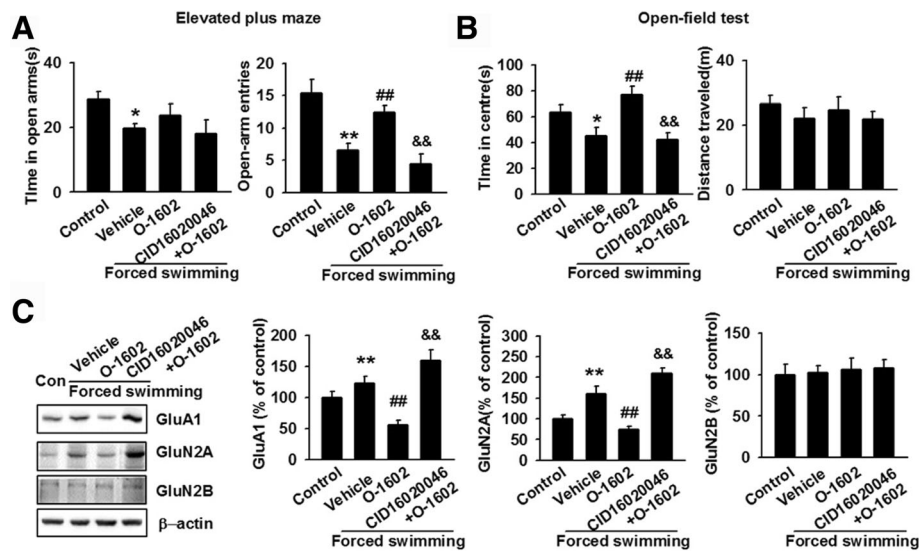 A
Elevated plus maze
TIme in open arms(s)
40
20
0
*
Control
Vehicle
O-1602
CID16020046
+O-1602
Forced swimming
Open-arm entries
20
15
10
5
0
**
##
&&
Control
Vehicle
O-1602
CID16020046
+O-1602
Forced swimming
B
Open-field test
TIme in centre(s)
100
80
60
40
20
0
*
##
&&
Control
Vehicle
O-1602
CID16020046
+O-1602
Forced swimming
Distance traveled(m)
40
20
0
Control
Vehicle
O-1602
CID16020046
+O-1602
Forced swimming
C
Con
Vehicle
O-1602
CID16020046
+O-1602
Forced swimming
GluA1
GluN2A
GluN2B
β–actin
GluA1 (% of control)
200
150
100
50
0
**
##
&&
Control
Vehicle
O-1602
CID16020046
+O-1602
Forced swimming
GluN2A(% of control)
300
250
200
150
100
50
0
**
##
&&
Control
Vehicle
O-1602
CID16020046
+O-1602
Forced swimming
GluN2B (% of control)
150
100
50
0
Control
Vehicle
O-1602
CID16020046
+O-1602
Forced swimming